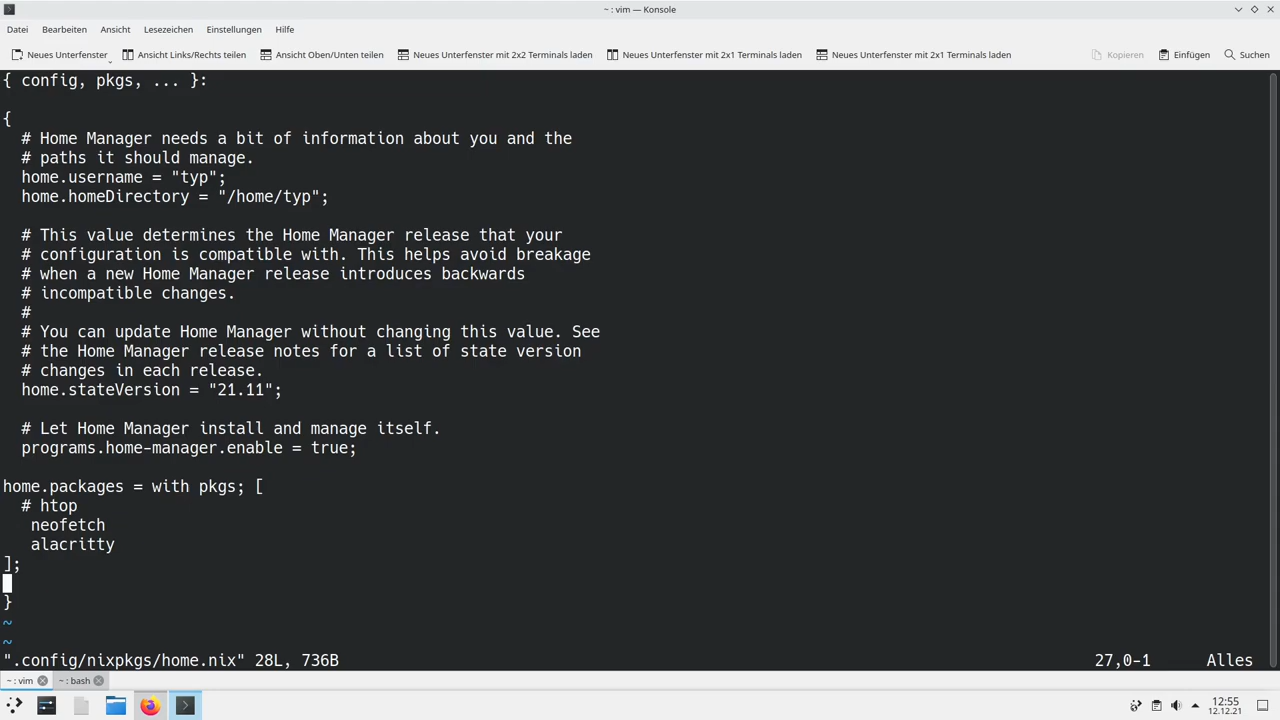 ~ : vim — Konsole
Datei Bearbeiten Ansicht Lesezeichen Einstellungen Hilfe
Neues Unterfenster Ansicht Links/Rechts teilen Ansicht Oben/Unten teilen Neues Unterfenster mit 2x2 Terminals laden Neues Unterfenster mit 2x1 Terminals laden Neues Unterfenster mit 2x1 Terminals laden Kopieren Einfügen Suchen
{ config, pkgs, ... }:
{
# Home Manager needs a bit of information about you and the
# paths it should manage.
home.username = "typ";
home.homeDirectory = "/home/typ";
# This value determines the Home Manager release that your
# configuration is compatible with. This helps avoid breakage
# when a new Home Manager release introduces backwards
# incompatible changes.
#
# You can update Home Manager without changing this value. See
# the Home Manager release notes for a list of state version
# changes in each release.
home.stateVersion = "21.11";
# Let Home Manager install and manage itself.
programs.home-manager.enable = true;
home.packages = with pkgs; [
# htop
neofetch
alacritty
];
}
~
~
".config/nixpkgs/home.nix" 28L, 736B 27,0-1 Alles
~ : vim ~ : bash
12:55
12.12.21